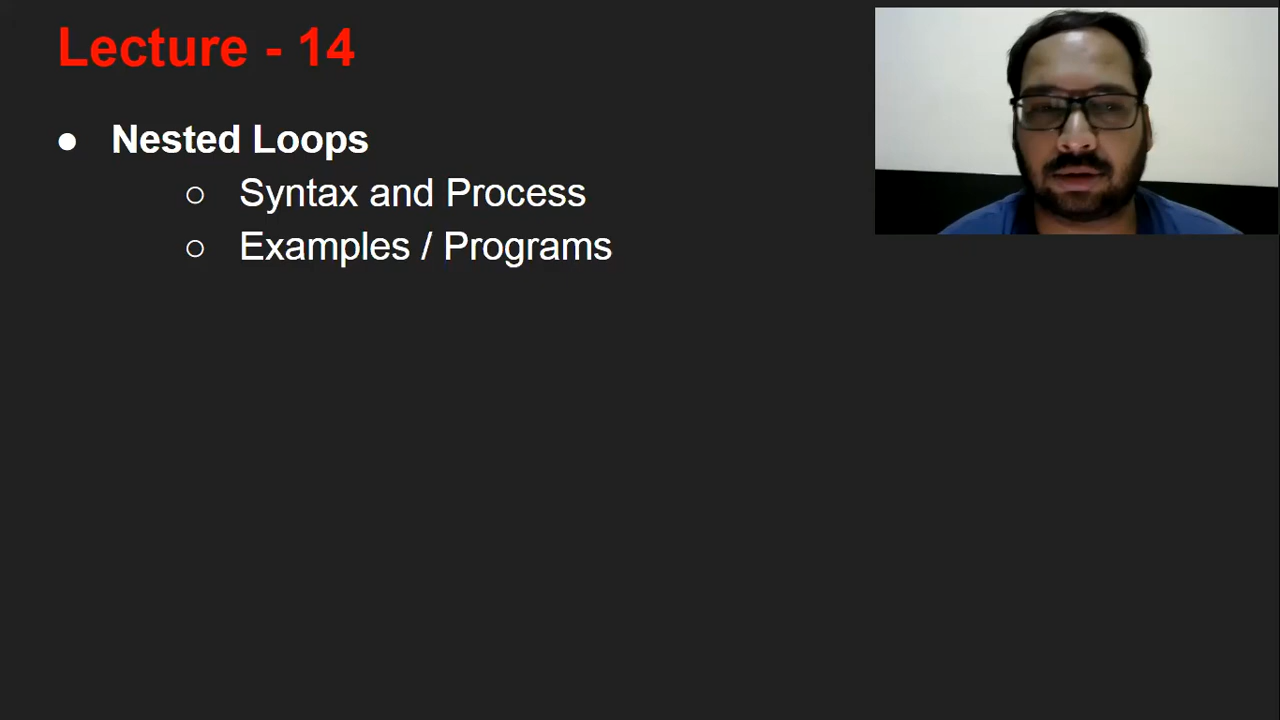 Lecture - 14
● Nested Loops
○ Syntax and Process
○ Examples / Programs